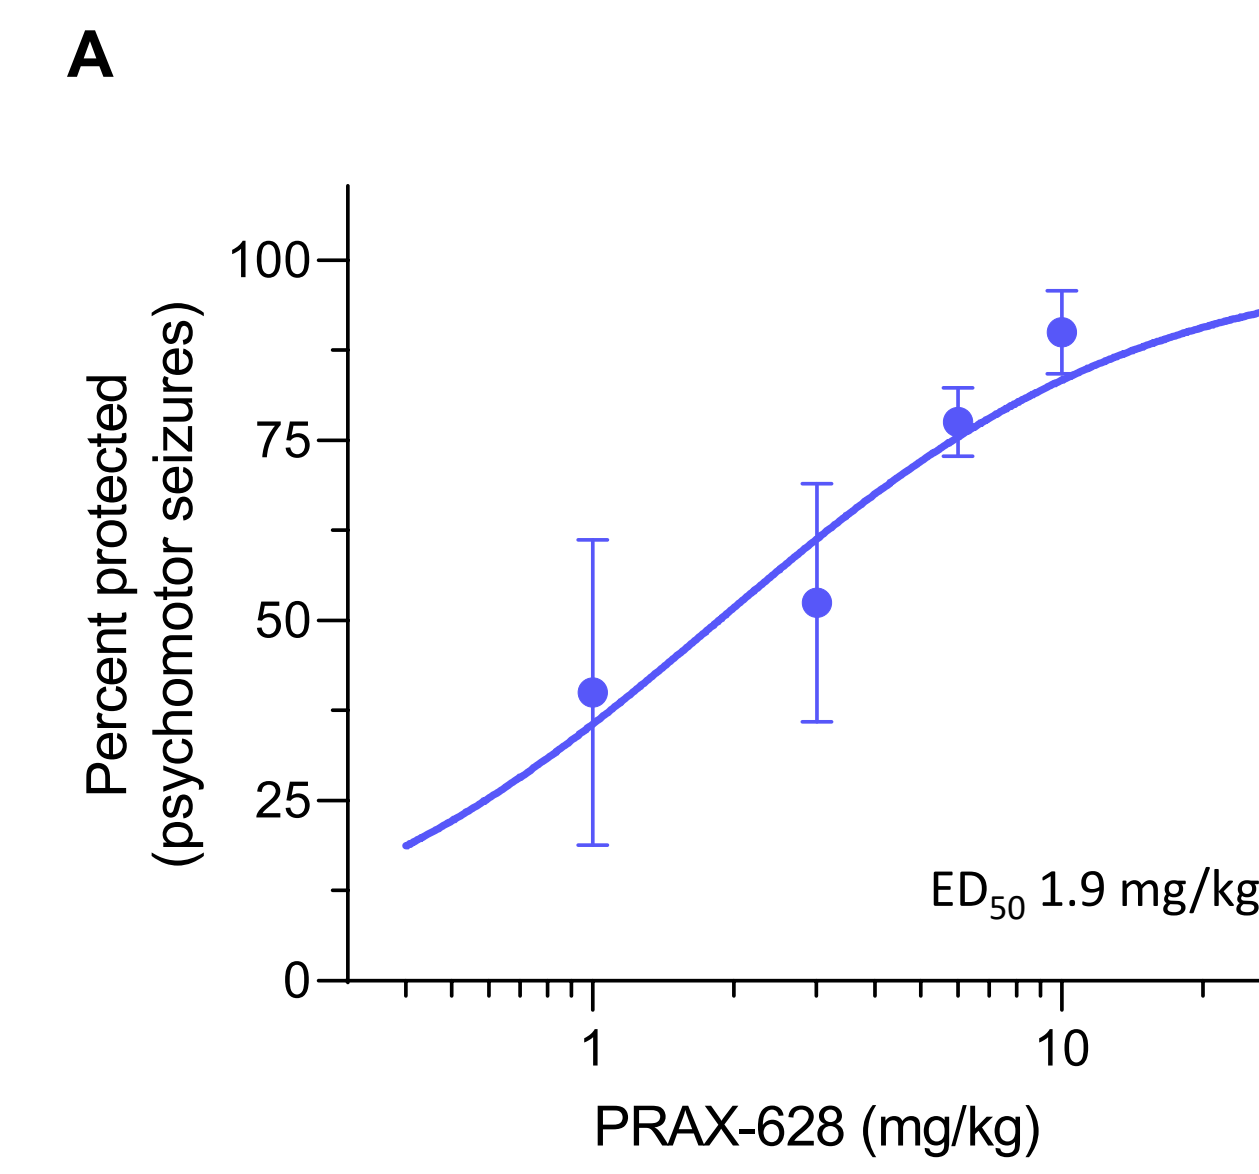 A
100
75
50
25
0
Percent protected
(psychomotor seizures)
ED50 1.9 mg/kg
1 10
PRAX-628 (mg/kg)